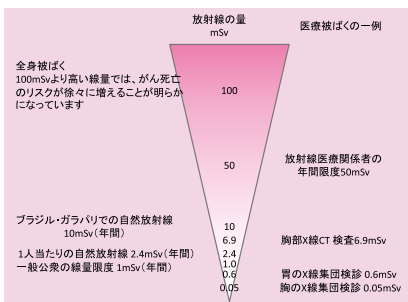 放射線の量
mSv
医療被ばくの一例
全身被ばく
100mSvより高い線量では、がん死亡
のリスクが徐々に増えることが明らか
になっています
100
50
放射線医療関係者の
年間限度50mSv
ブラジル・ガラパリでの自然放射線
10mSv（年間）
10
6.9
胸部X線CT 検査6.9mSv
1人当たりの自然放射線 2.4mSv（年間）
2.4
一般公衆の線量限度 1mSv（年間）
1.0
0.6
胃のX線集団検診 0.6mSv
0.05
胸のX線集団検診 0.05mSv